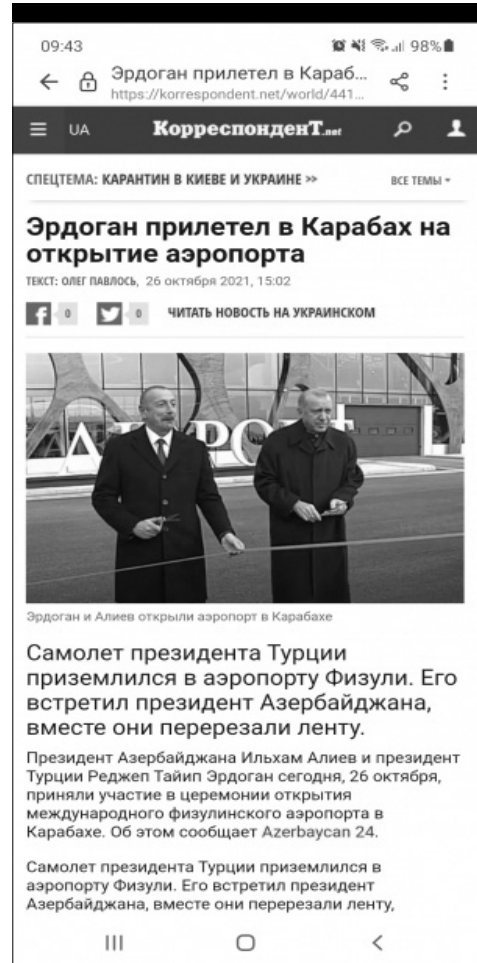 09:43
98%
Эрдоган прилетел в Караб...
https://korrespondent.net/world/441...
UA
КорреспонденТ.net
СПЕЦТЕМА: КАРАНТИН В КИЕВЕ И УКРАИНЕ >>
ВСЕ ТЕМЫ
Эрдоган прилетел в Карабах на
открытие аэропорта
ТЕКСТ: ОЛЕГ ПАВЛОСЬ, 26 октября 2021, 15:02
0
0
ЧИТАТЬ НОВОСТЬ НА УКРАИНСКОМ
Эрдоган и Алиев открыли аэропорт в Карабахе
Самолет президента Турции
приземлился в аэропорту Физули. Его
встретил президент Азербайджана,
вместе они перерезали ленту.
Президент Азербайджана Ильхам Алиев и президент
Турции Реджеп Тайип Эрдоган сегодня, 26 октября,
приняли участие в церемонии открытия
международного физулинского аэропорта в
Карабахе. Об этом сообщает Azerbaycan 24.
Самолет президента Турции приземлился в
аэропорту Физули. Его встретил президент
Азербайджана, вместе они перерезали ленту,